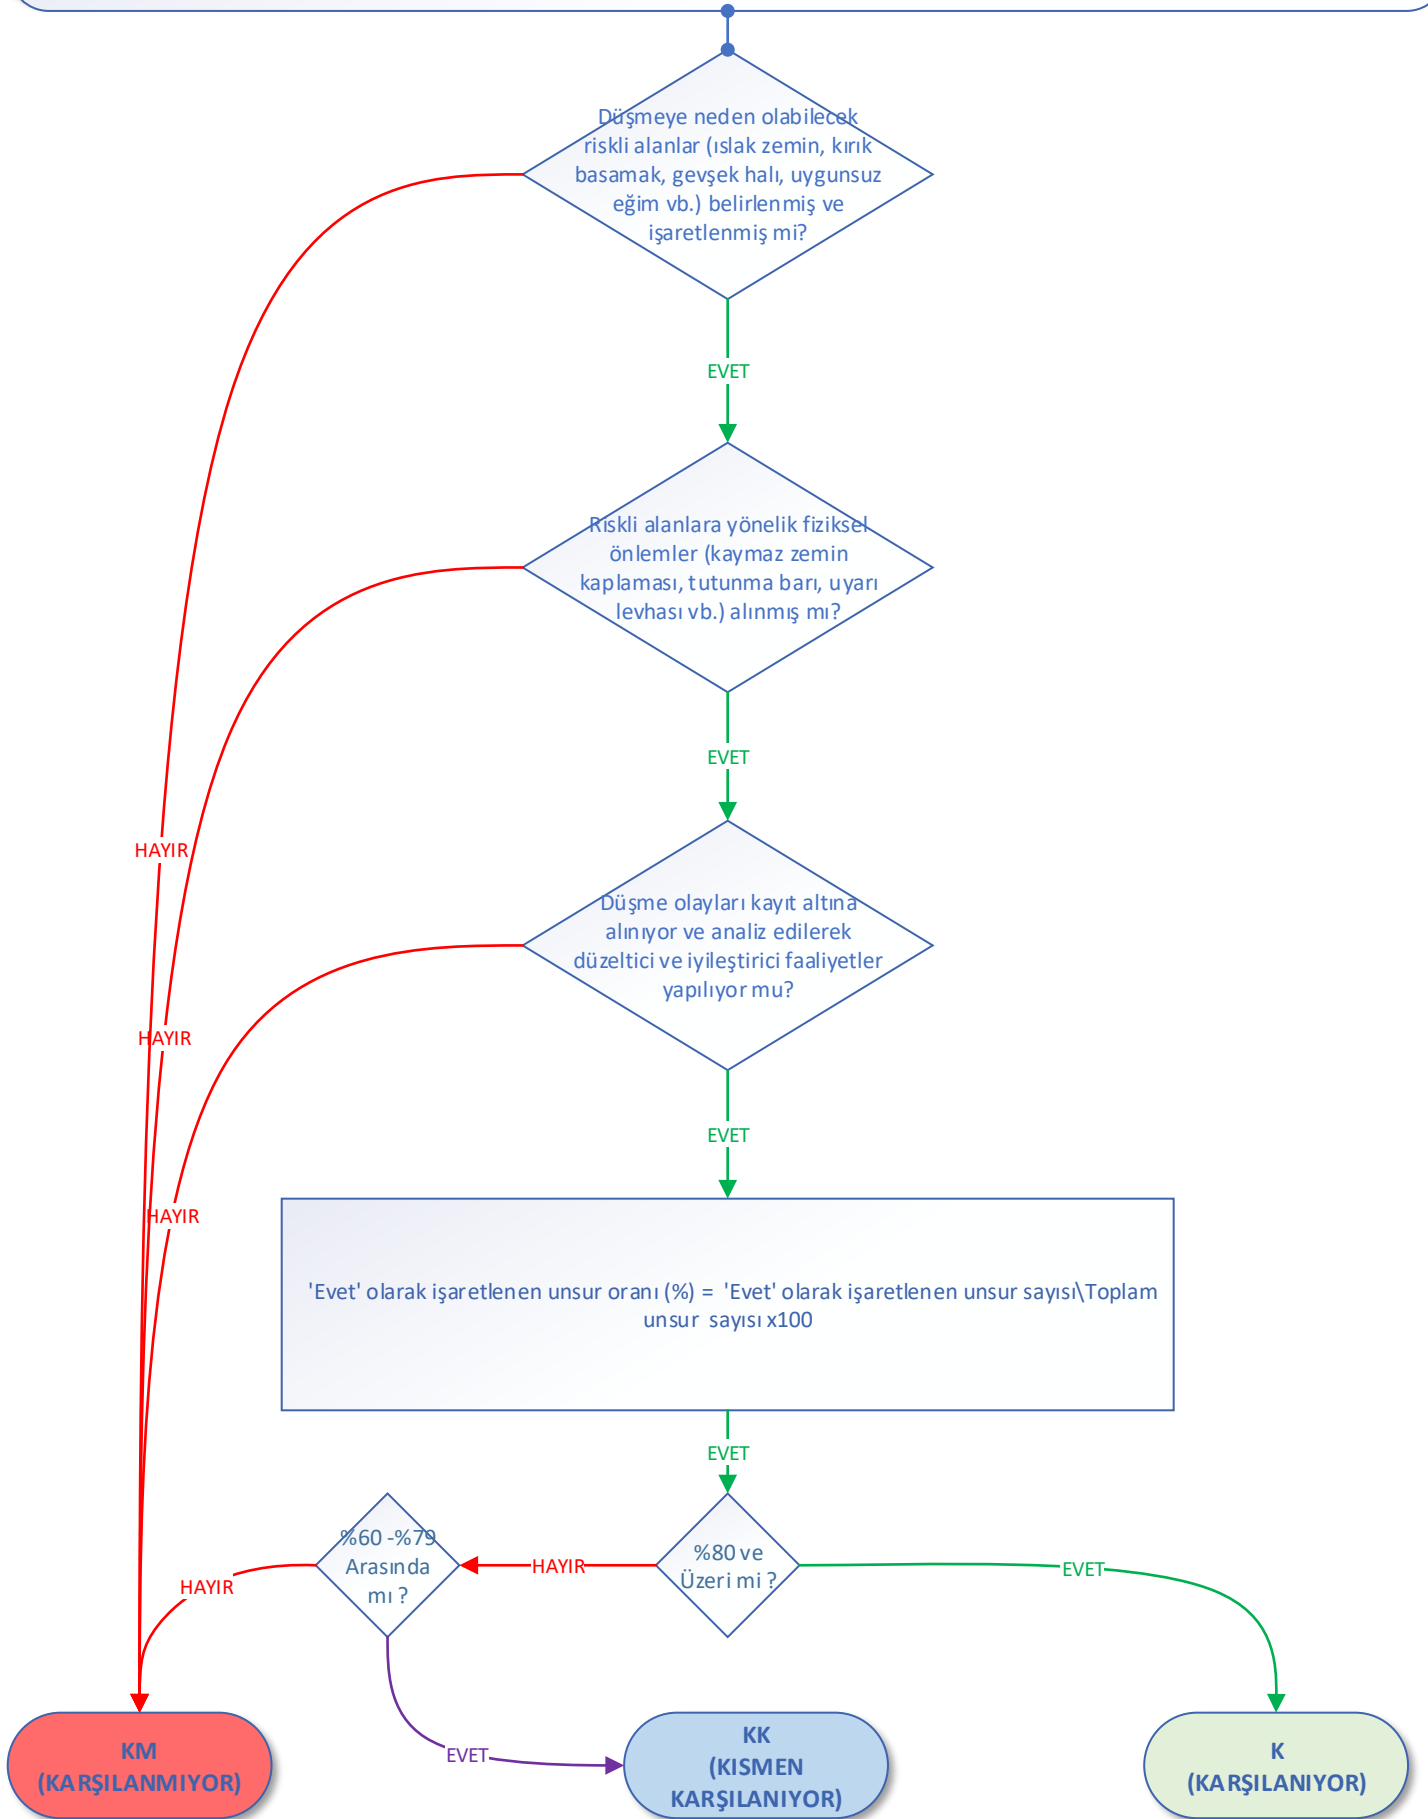 Düşmeye neden olabilecek
riskli alanlar (ıslak zemin, kırık
basamak, gevşek halı, uygunsuz
eğim vb.) belirlenmiş ve
işaretlenmiş mi?
EVET
Riskli alanlara yönelik fiziksel
önlemler (kaymaz zemin
kaplaması, tutunma barı, uyarı
levhası vb.) alınmış mı?
EVET
HAYIR
Düşme olayları kayıt altına
alınıyor ve analiz edilerek
düzeltici ve iyileştirici faaliyetler
yapılıyor mu?
HAYIR
EVET
HAYIR
'Evet' olarak işaretlenen unsur oranı (%) = 'Evet' olarak işaretlenen unsur sayısı\Toplam
unsur sayısı x100
EVET
%60 -%79
Arasında
mı ?
HAYIR
%80 ve
Üzeri mi ?
EVET
HAYIR
EVET
KM
(KARŞILANMIYOR)
KK
(KISMEN
KARŞILANIYOR)
K
(KARŞILANIYOR)